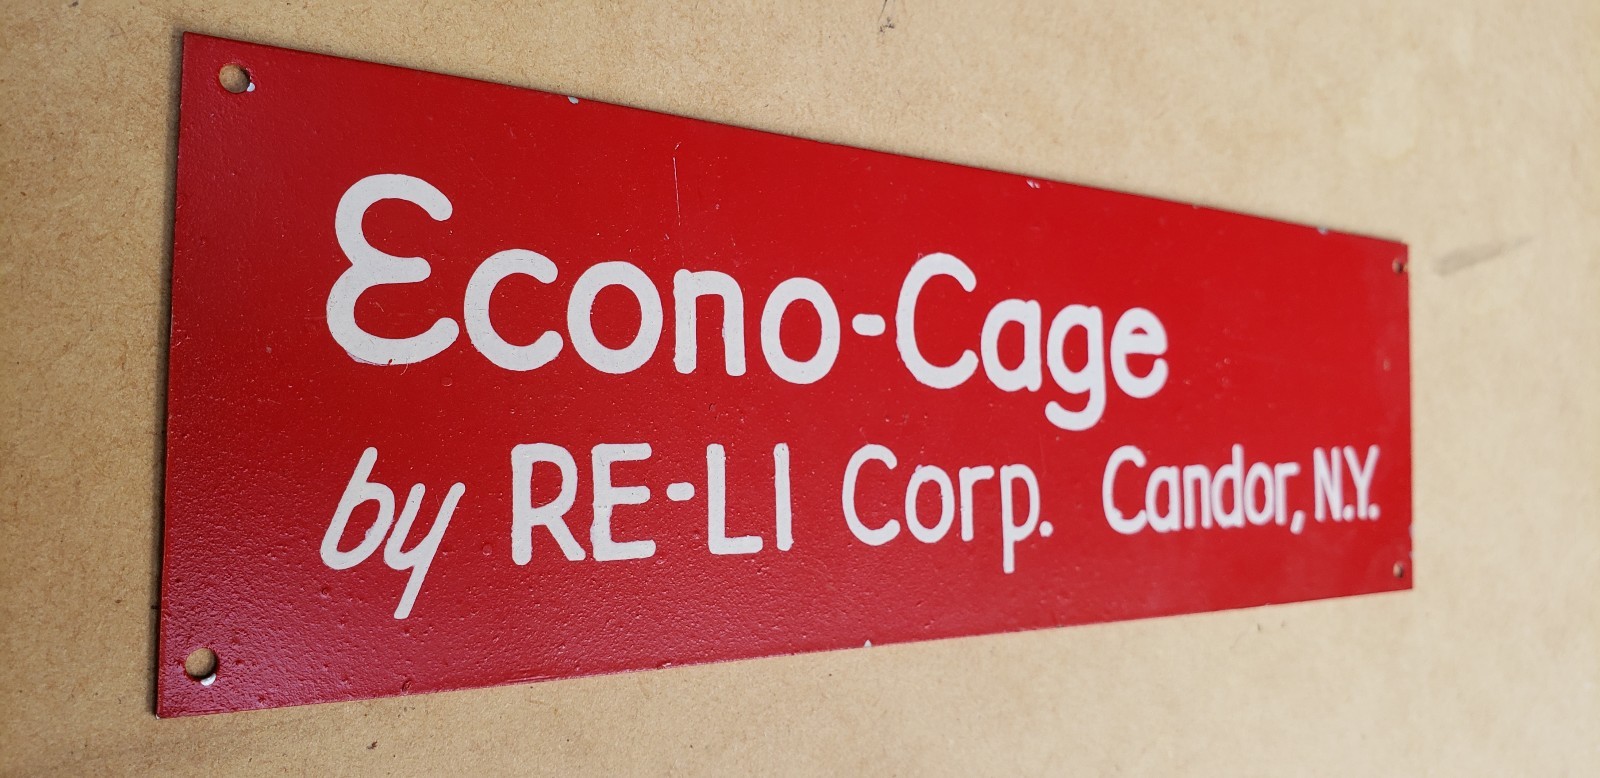 Econo-Cage
by RE-LI Corp. Candor, N.Y.